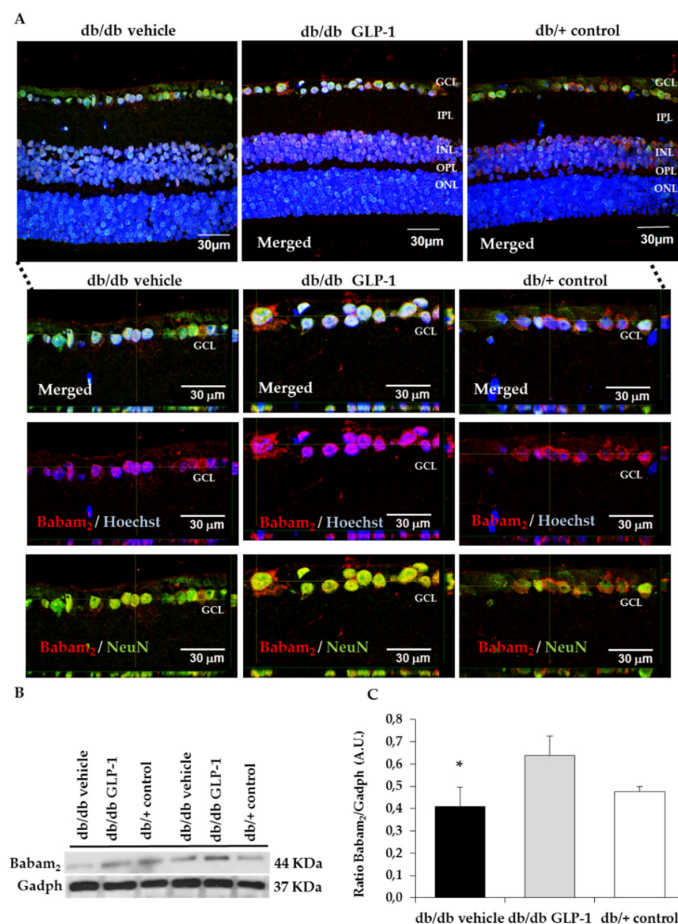 A
db/db vehicle db/db GLP-1 db/+ control
GCL GCL
IPL IPL
INL INL
OPL OPL
ONL ONL
Merged Merged
30μm 30μm 30μm
db/db vehicle db/db GLP-1 db/+ control
GCL GCL GCL
Merged Merged Merged
30 μm 30 μm 30 μm
GCL GCL GCL
Babam2/Hoechst Babam2/Hoechst Babam2/Hoechst
30 μm 30 μm 30 μm
GCL GCL GCL
Babam2/NeuN Babam2/NeuN Babam2/NeuN
30 μm 30 μm 30 μm
B
db/db vehicle
db/db GLP-1
db/+ control
db/db vehicle
db/db GLP-1
db/+ control
Babam2 44 KDa
Gadph 37 KDa
C
Ratio Babam2/Gadph (A.U.)
0,8
0,7
0,6
0,5
0,4
0,3
0,2
0,1
0,0
*
db/db vehicle db/db GLP-1 db/+ control